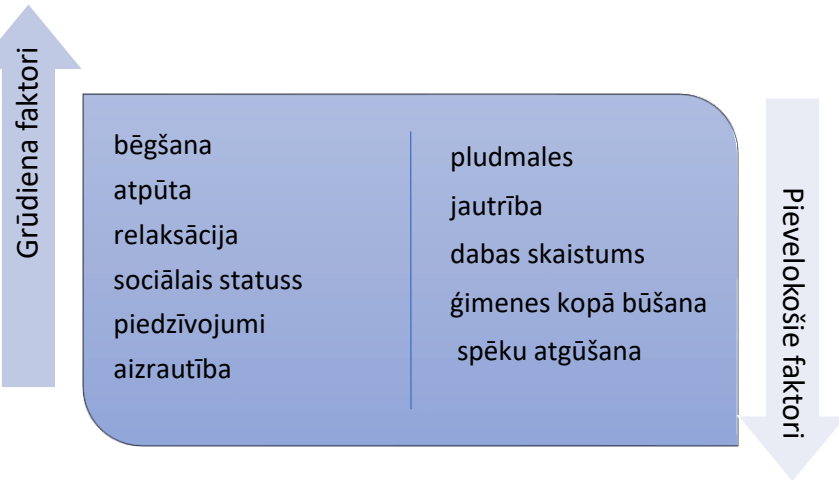 Grūdiena faktori
bēgšana
atpūta
relaksācija
sociālais statuss
piedzīvojumi
aizrautība
pludmales
jautrība
dabas skaistums
ģimenes kopā būšana
spēku atgūšana
Pievelokošie faktori